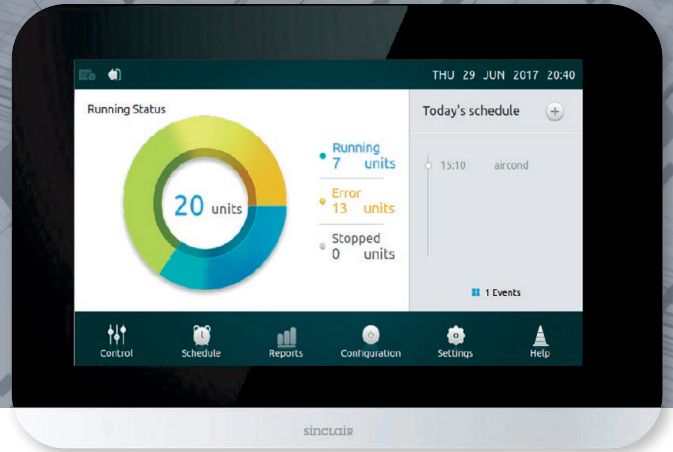 THU 29 JUN 2017 20:40
Running Status
20 units
Running
7 units
Error
13 units
Stopped
0 units
Today's schedule
15:10 aircond
1 Events
Control
Schedule
Reports
Configuration
Settings
Help
sinclair